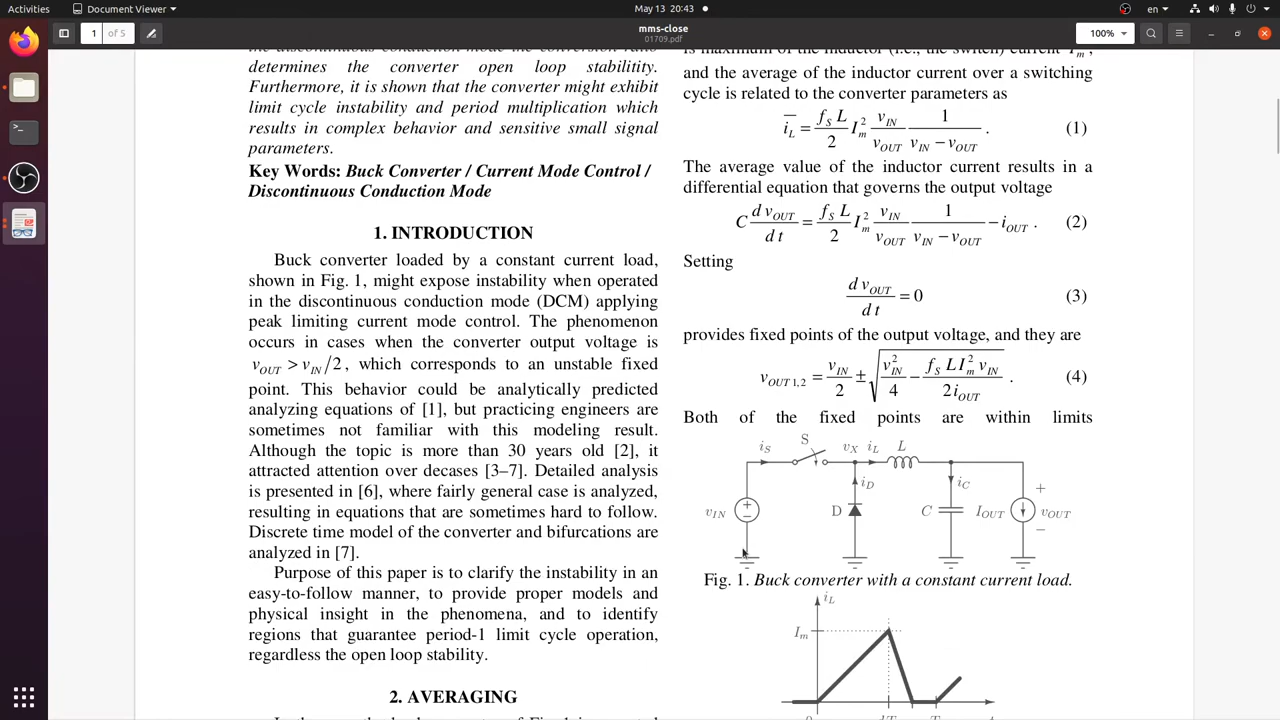 Activities
Document Viewer
May 13 20:43
en
1 of 5
mms-close
01709.pdf
100%
the discontinuous conduction mode the conversion ratio
determines the converter open loop stabilitity.
Furthermore, it is shown that the converter might exhibit
limit cycle instability and period multiplication which
results in complex behavior and sensitive small signal
parameters.
Key Words: Buck Converter / Current Mode Control /
Discontinuous Conduction Mode
1. INTRODUCTION
Buck converter loaded by a constant current load,
shown in Fig. 1, might expose instability when operated
in the discontinuous conduction mode (DCM) applying
peak limiting current mode control. The phenomenon
occurs in cases when the converter output voltage is
v_OUT > v_IN / 2, which corresponds to an unstable fixed
point. This behavior could be analytically predicted
analyzing equations of [1], but practicing engineers are
sometimes not familiar with this modeling result.
Although the topic is more than 30 years old [2], it
attracted attention over decases [3–7]. Detailed analysis
is presented in [6], where fairly general case is analyzed,
resulting in equations that are sometimes hard to follow.
Discrete time model of the converter and bifurcations are
analyzed in [7].
Purpose of this paper is to clarify the instability in an
easy-to-follow manner, to provide proper models and
physical insight in the phenomena, and to identify
regions that guarantee period-1 limit cycle operation,
regardless the open loop stability.
2. AVERAGING
is maximum of the inductor (i.e., the switch) current I_m,
and the average of the inductor current over a switching
cycle is related to the converter parameters as
i_L = f_S L / 2 I_m^2 v_IN / v_OUT 1 / (v_IN − v_OUT) . (1)
The average value of the inductor current results in a
differential equation that governs the output voltage
C d v_OUT / d t = f_S L / 2 I_m^2 v_IN / v_OUT 1 / (v_IN − v_OUT) − i_OUT . (2)
Setting
d v_OUT / d t = 0 (3)
provides fixed points of the output voltage, and they are
v_OUT 1,2 = v_IN / 2 ± √(v_IN^2 / 4 − f_S L I_m^2 v_IN / 2 i_OUT) . (4)
Both of the fixed points are within limits
i_S S v_X i_L L
i_D i_C +
v_IN + − D C I_OUT v_OUT
−
Fig. 1. Buck converter with a constant current load.
i_L
I_m